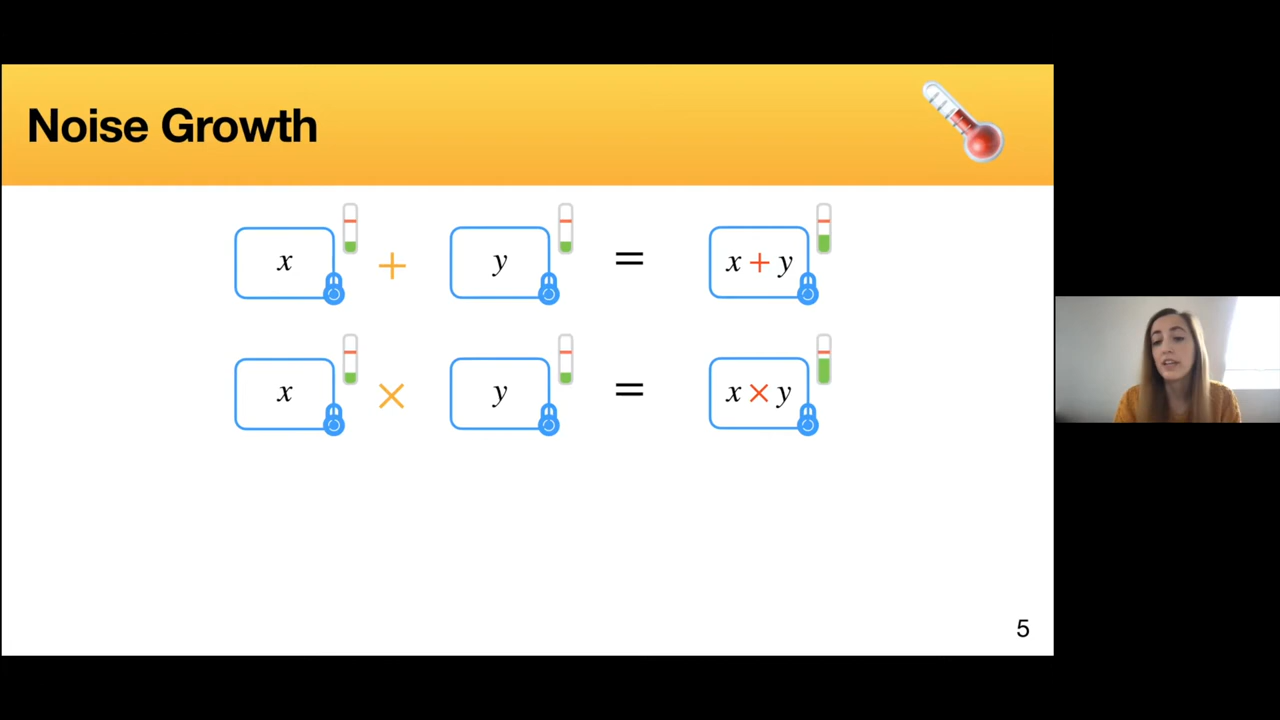 Noise Growth
x + y = x + y
x × y = x × y
5